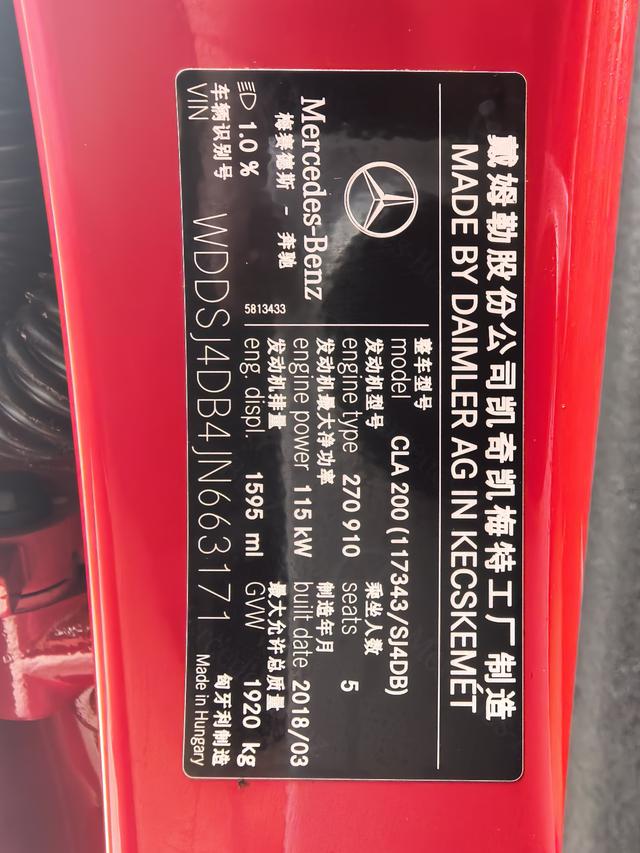 戴姆勒股份公司凯奇凯梅特工厂制造
MADE BY DAIMLER AG IN KECSKEMÉT
Mercedes-Benz
梅赛德斯 - 奔驰
5813433
整车型号
model CLA 200 (117343/SJ4DB)
发动机型号 乘坐人数
engine type 270 910 seats 5
发动机最大净功率 制造年月
engine power 115 kW built date 2018/03
发动机排量 最大允许总质量
eng. displ. 1595 ml GVW 1920 kg
1.0 %
车辆识别号 匈牙利制造
VIN WDDSJ4DB4JN663171 Made in Hungary